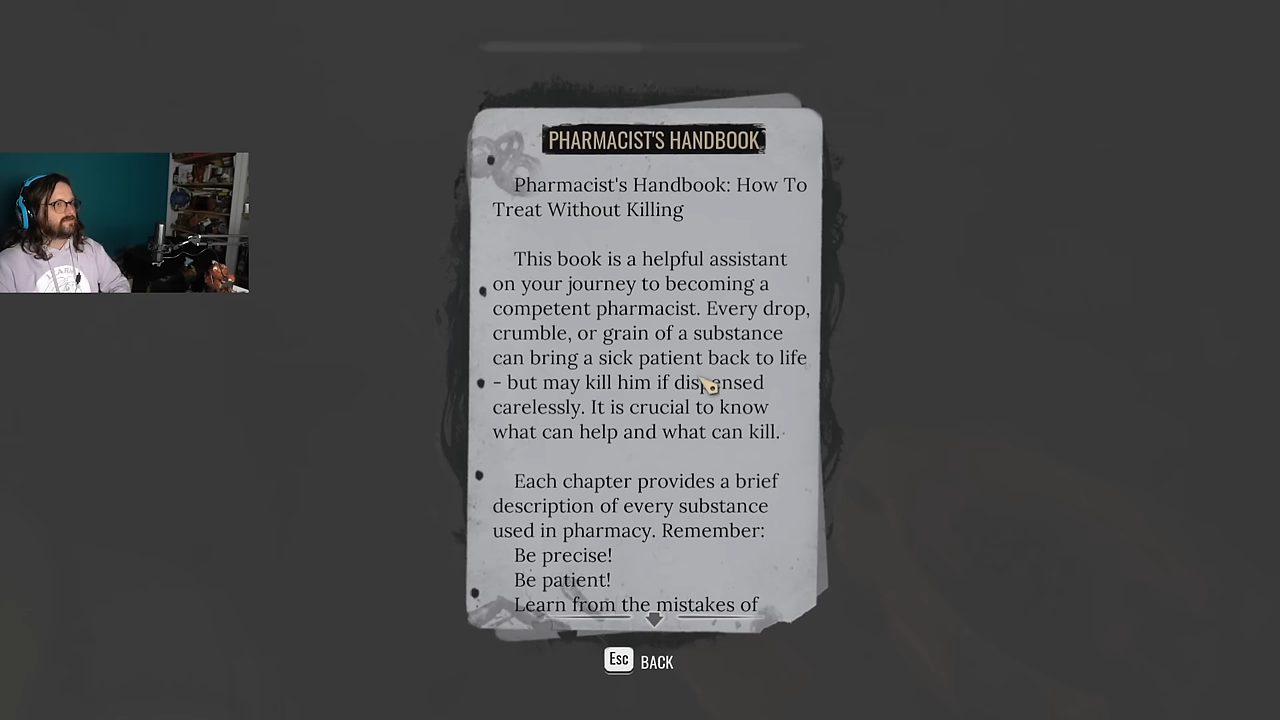 PHARMACIST'S HANDBOOK
Pharmacist's Handbook: How To
Treat Without Killing
This book is a helpful assistant
on your journey to becoming a
competent pharmacist. Every drop,
crumble, or grain of a substance
can bring a sick patient back to life
- but may kill him if dispensed
carelessly. It is crucial to know
what can help and what can kill.
Each chapter provides a brief
description of every substance
used in pharmacy. Remember:
Be precise!
Be patient!
Learn from the mistakes of
Esc BACK